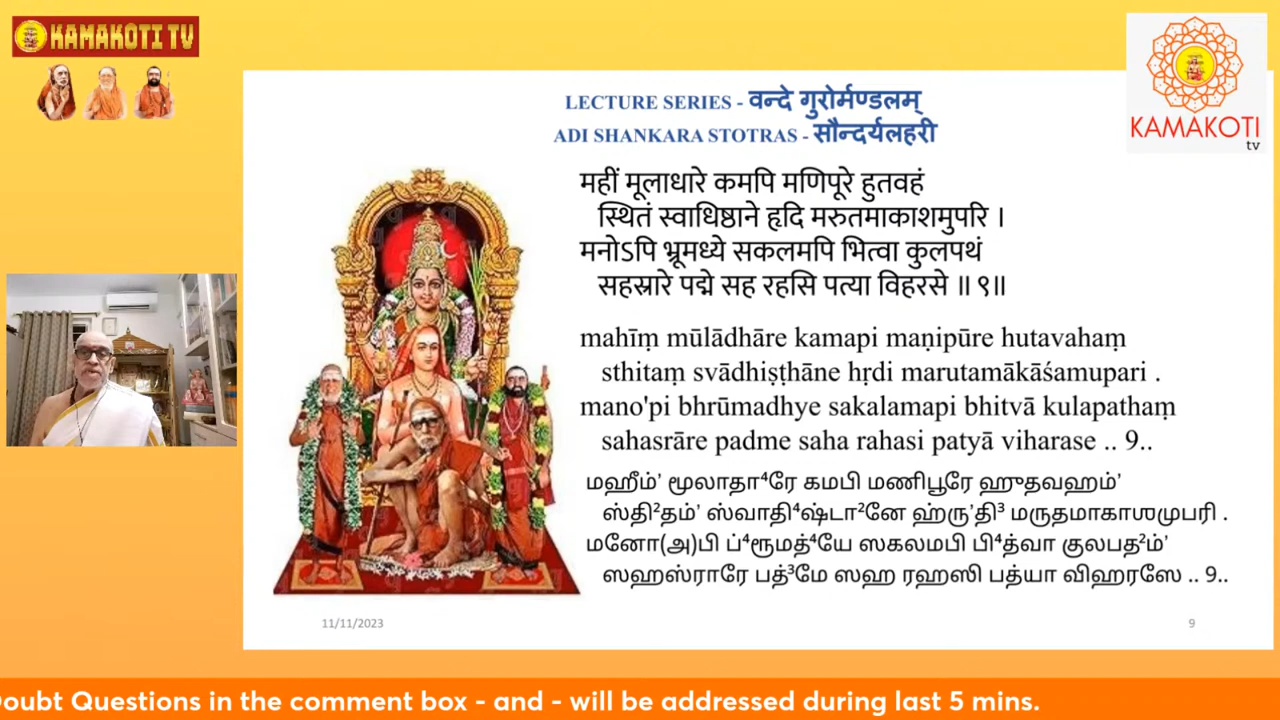 KAMAKOTI TV
KAMAKOTI
tv
LECTURE SERIES - वन्दे गुरोर्मण्डलम्
ADI SHANKARA STOTRAS - सौन्दर्यलहरी
महीं मूलाधारे कमपि मणिपूरे हुतवहं
स्थितं स्वाधिष्ठाने हृदि मरुतमाकाशमुपरि ।
मनोऽपि भ्रूमध्ये सकलमपि भित्वा कुलपथं
सहस्रारे पद्मे सह रहसि पत्या विहरसे ॥ ९॥
mahīṃ mūlādhāre kamapi maṇipūre hutavahaṃ
sthitaṃ svādhiṣṭhāne hṛdi marutamākāśamupari .
mano'pi bhrūmadhye sakalamapi bhitvā kulapathaṃ
sahasrāre padme saha rahasi patyā viharase .. 9..
மஹீம்ʼ மூலாதா⁴ரே கமபி மணிபூரே ஹுதவஹம்ʼ
ஸ்தி²தம்ʼ ஸ்வாதி⁴ஷ்டா²னே ஹ்ருʼதி³ மருதமாகாஶமுபரி .
மனோ(அ)பி ப்⁴ரூமத்⁴யே ஸகலமபி பி⁴த்வா குலபத²ம்ʼ
ஸஹஸ்ராரே பத்³மே ஸஹ ரஹஸி பத்யா விஹரஸே .. 9..
11/11/2023
9
Doubt Questions in the comment box - and - will be addressed during last 5 mins.